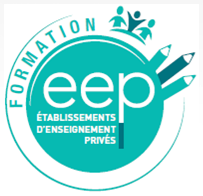 FORMATION
eep
ÉTABLISSEMENTS
D'ENSEIGNEMENT
PRIVÉS